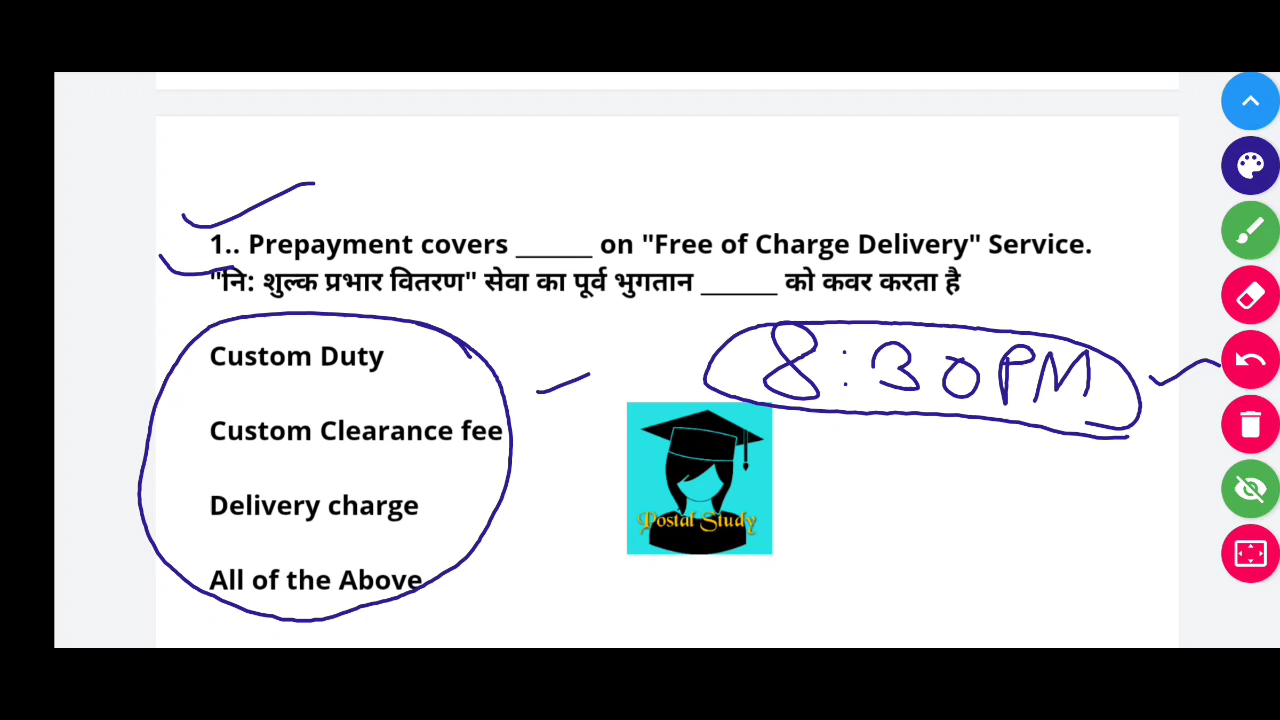 1.. Prepayment covers ______ on "Free of Charge Delivery" Service.
"नि: शुल्क प्रभार वितरण" सेवा का पूर्व भुगतान ______ को कवर करता है
Custom Duty
8:30PM
Custom Clearance fee
Delivery charge
Postal Study
All of the Above